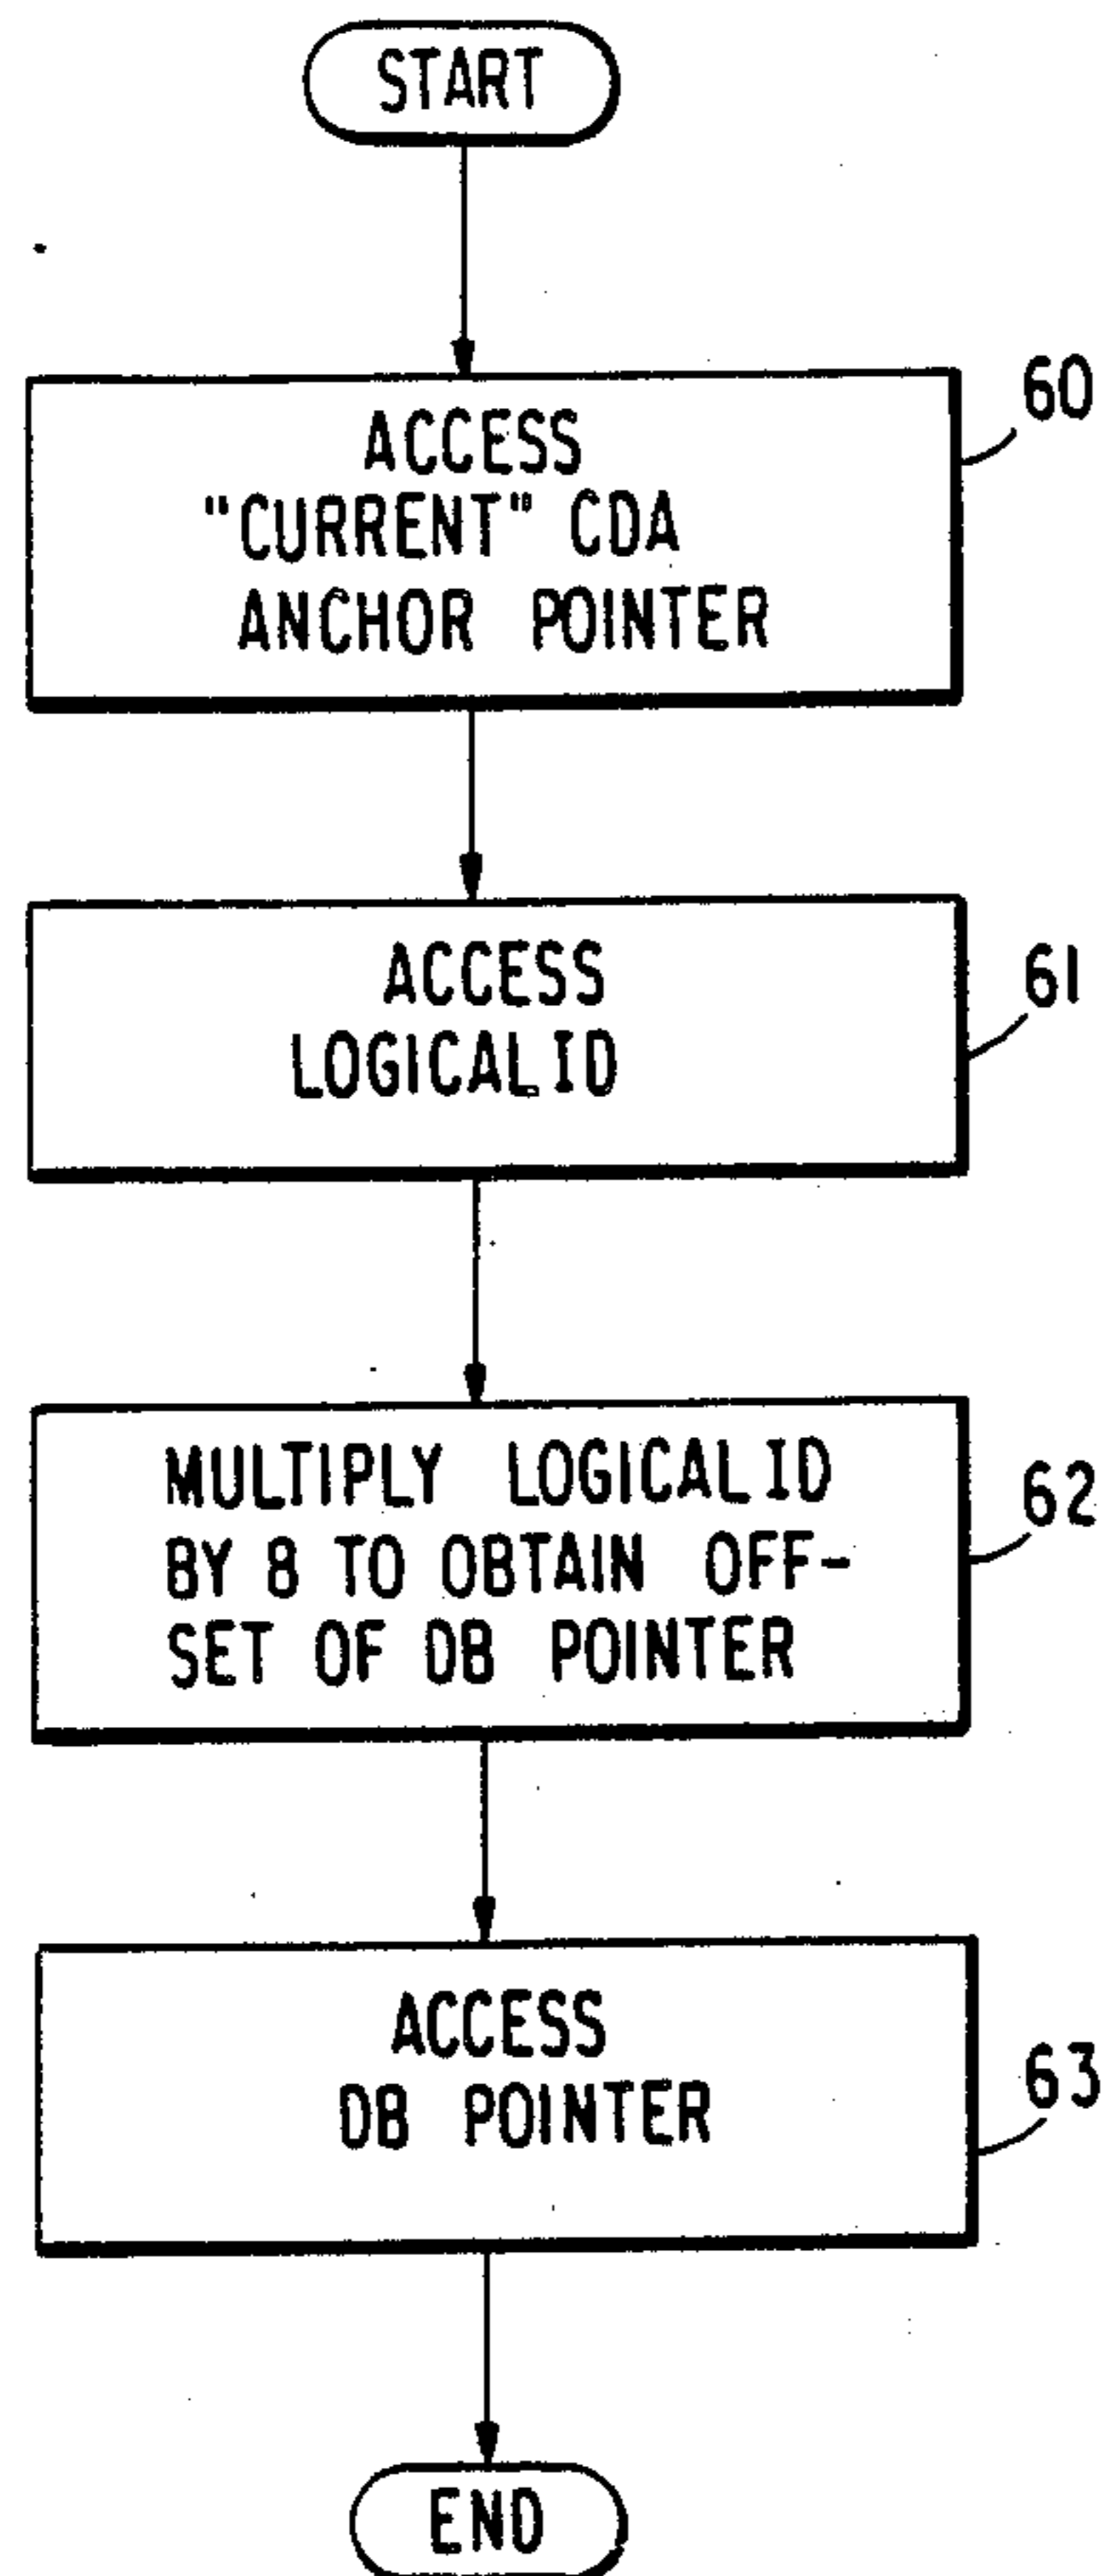 START
60
ACCESS
"CURRENT" CDA
ANCHOR POINTER
61
ACCESS
LOGICALID
62
MULTIPLY LOGICALID
BY 8 TO OBTAIN OFF-
SET OF DB POINTER
63
ACCESS
DB POINTER
END